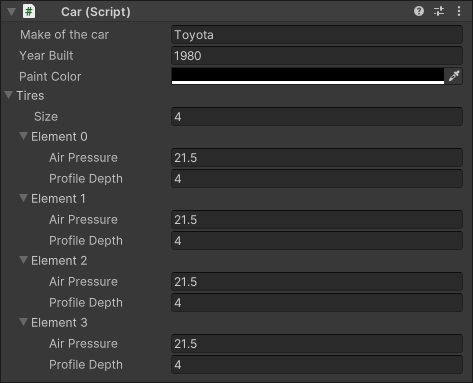 Car (Script)
Make of the car Toyota
Year Built 1980
Paint Color
Tires
Size 4
Element 0
Air Pressure 21.5
Profile Depth 4
Element 1
Air Pressure 21.5
Profile Depth 4
Element 2
Air Pressure 21.5
Profile Depth 4
Element 3
Air Pressure 21.5
Profile Depth 4